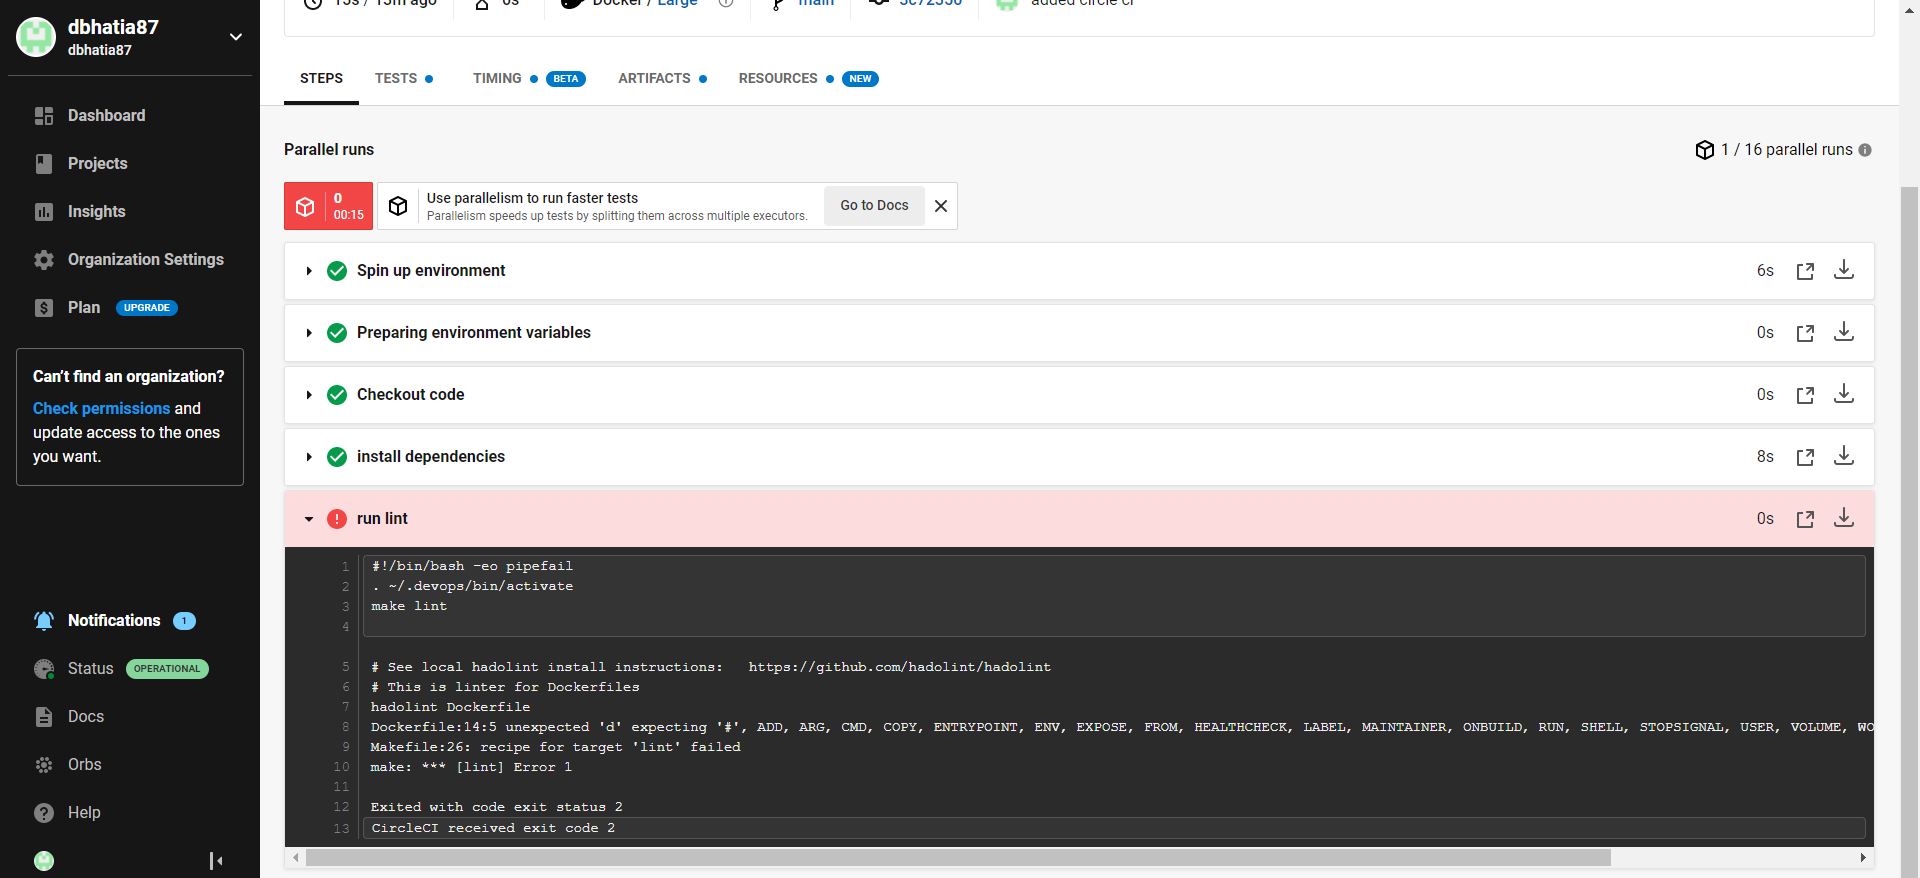 dbhatia87
dbhatia87
Dashboard
Projects
Insights
Organization Settings
Plan UPGRADE
Can't find an organization?
Check permissions and
update access to the ones
you want.
Notifications 1
Status OPERATIONAL
Docs
Orbs
Help
15s / 15m ago 0s Docker / Large main 3c72350 added circle ci
STEPS TESTS TIMING BETA ARTIFACTS RESOURCES NEW
Parallel runs
1 / 16 parallel runs
0
00:15
Use parallelism to run faster tests
Parallelism speeds up tests by splitting them across multiple executors.
Go to Docs
Spin up environment 6s
Preparing environment variables 0s
Checkout code 0s
install dependencies 8s
run lint 0s
1 #!/bin/bash -eo pipefail
2 . ~/.devops/bin/activate
3 make lint
4
5 # See local hadolint install instructions:   https://github.com/hadolint/hadolint
6 # This is linter for Dockerfiles
7 hadolint Dockerfile
8 Dockerfile:14:5 unexpected 'd' expecting '#', ADD, ARG, CMD, COPY, ENTRYPOINT, ENV, EXPOSE, FROM, HEALTHCHECK, LABEL, MAINTAINER, ONBUILD, RUN, SHELL, STOPSIGNAL, USER, VOLUME, WO
9 Makefile:26: recipe for target 'lint' failed
10 make: *** [lint] Error 1
11
12 Exited with code exit status 2
13 CircleCI received exit code 2